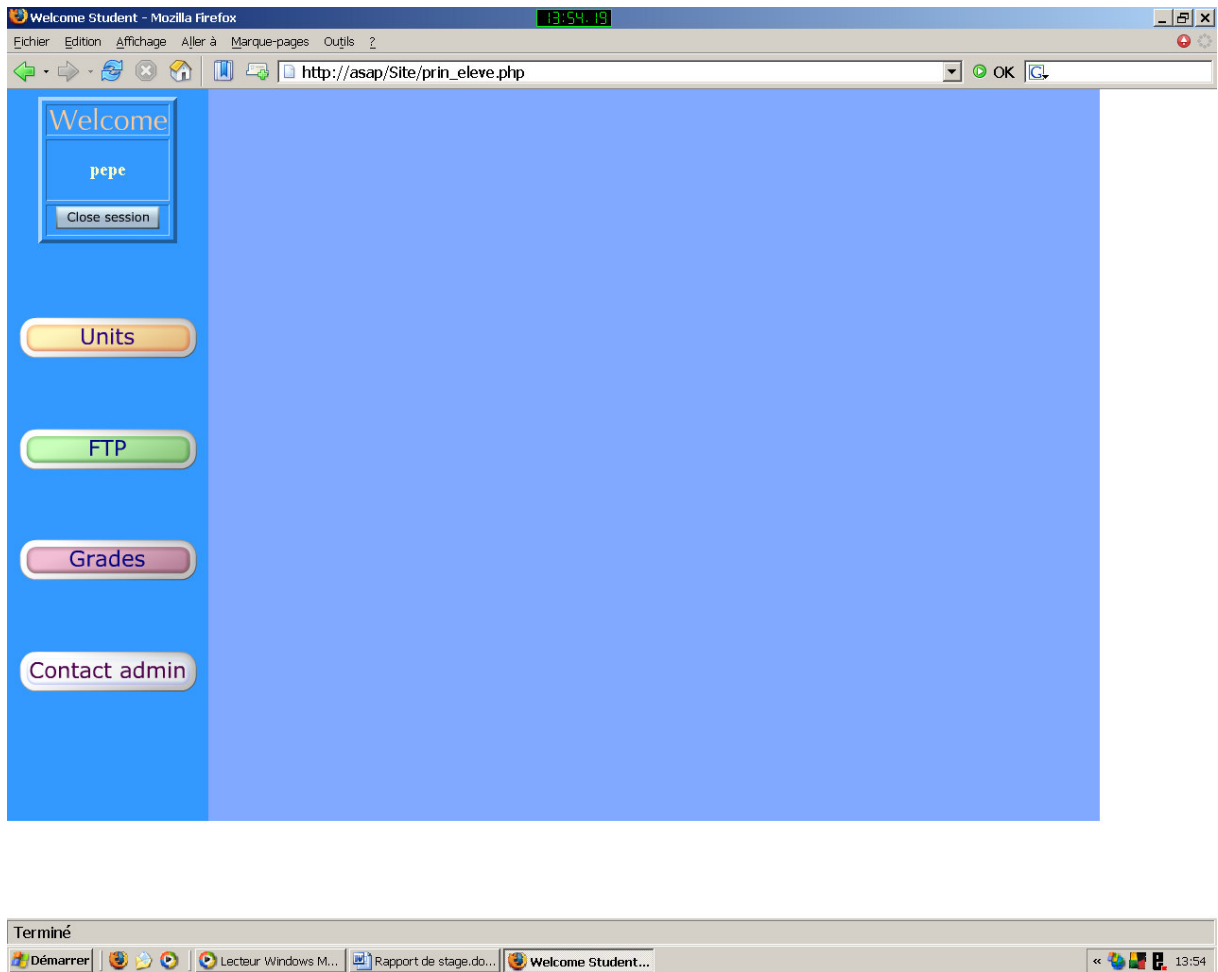 Welcome Student - Mozilla Firefox 13:54:19
Fichier Edition Affichage Aller à Marque-pages Outils ?
http://asap/Site/prin_eleve.php OK G
Welcome
pepe
Close session
Units
FTP
Grades
Contact admin
Terminé
Démarrer Lecteur Windows M... Rapport de stage.do... Welcome Student... « 13:54